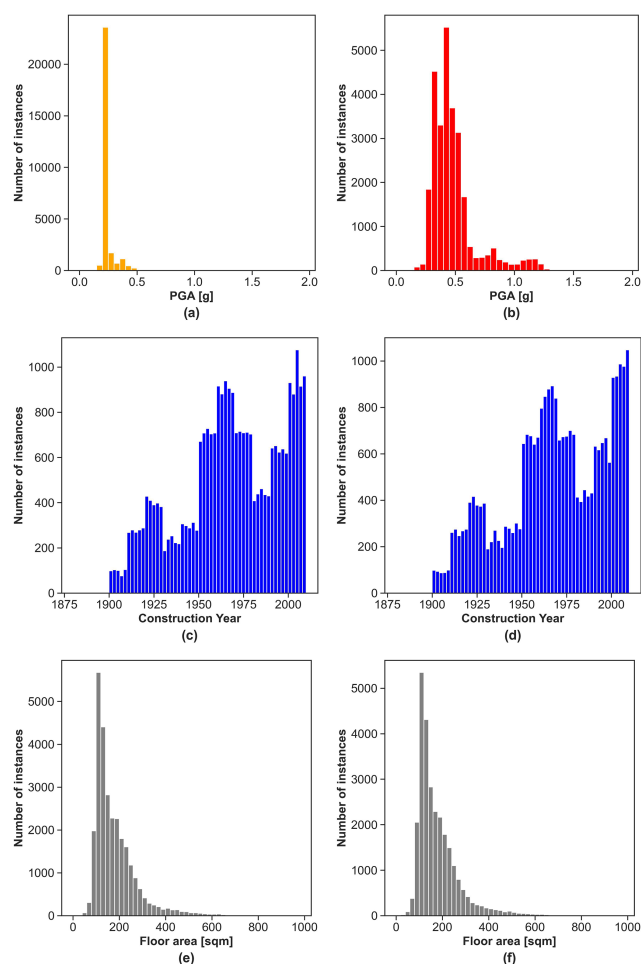 Number of instances
20000
15000
10000
5000
0
0.0 0.5 1.0 1.5 2.0
PGA [g]
(a)
Number of instances
5000
4000
3000
2000
1000
0
0.0 0.5 1.0 1.5 2.0
PGA [g]
(b)
Number of instances
1000
800
600
400
200
0
1875 1900 1925 1950 1975 2000
Construction Year
(c)
Number of instances
1000
800
600
400
200
0
1875 1900 1925 1950 1975 2000
Construction Year
(d)
Number of instances
5000
4000
3000
2000
1000
0
0 200 400 600 800 1000
Floor area [sqm]
(e)
Number of instances
5000
4000
3000
2000
1000
0
0 200 400 600 800 1000
Floor area [sqm]
(f)